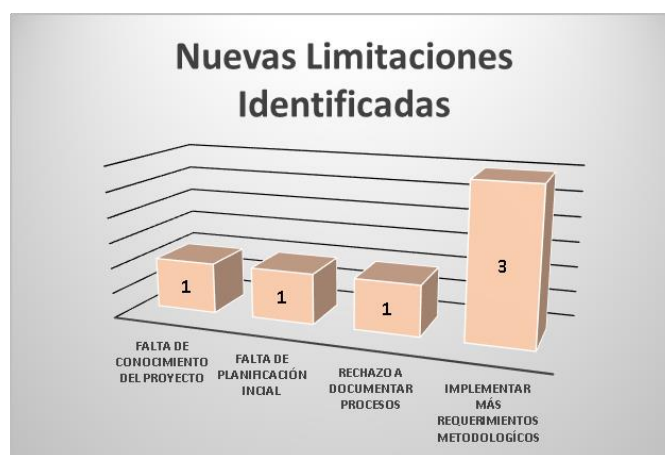 Nuevas Limitaciones
Identificadas
1
1
1
3
FALTA DE
CONOCIMIENTO
DEL PROYECTO
FALTA DE
PLANIFICACIÓN
INCIAL
RECHAZO A
DOCUMENTAR
PROCESOS
IMPLEMENTAR
MÁS
REQUERIMIENTOS
METODOLOGÍCOS